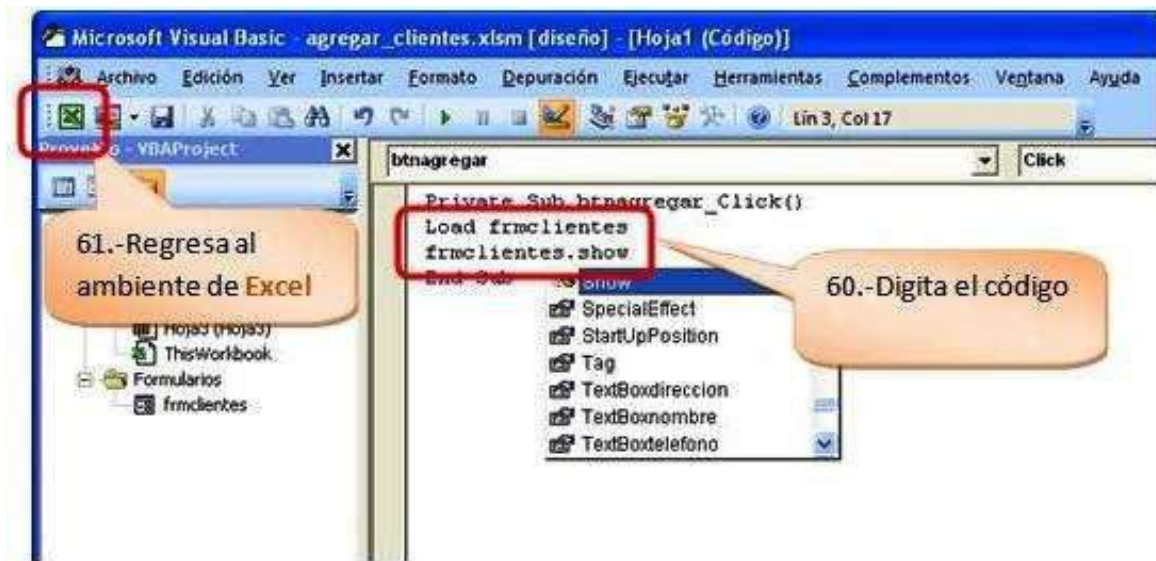 Microsoft Visual Basic - agregar_clientes.xlsm [diseño] - [Hoja1 (Código)]
Archivo Edición Ver Insertar Formato Depuración Ejecutar Herramientas Complementos Ventana Ayuda
Lín 3, Col 17
- VBAProject
btnagregar Click
Private Sub btnagregar_Click()
Load frmclientes
frmclientes.show
End Sub
Show
SpecialEffect
StartUpPosition
Tag
TextBoxdireccion
TextBoxnombre
TextBoxtelefono
60.-Digita el código
61.-Regresa al
ambiente de Excel
Hoja3 (Hoja3)
ThisWorkbook
Formularios
frmclientes